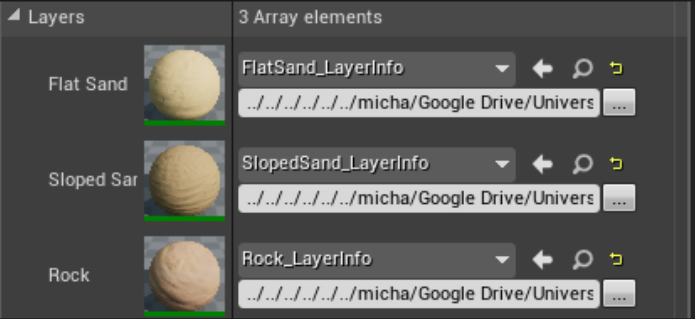 Layers
3 Array elements
Flat Sand
FlatSand_LayerInfo
../../../../../../micha/Google Drive/Univers
...
Sloped Sar
SlopedSand_LayerInfo
../../../../../../micha/Google Drive/Univers
...
Rock
Rock_LayerInfo
../../../../../../micha/Google Drive/Univers
...